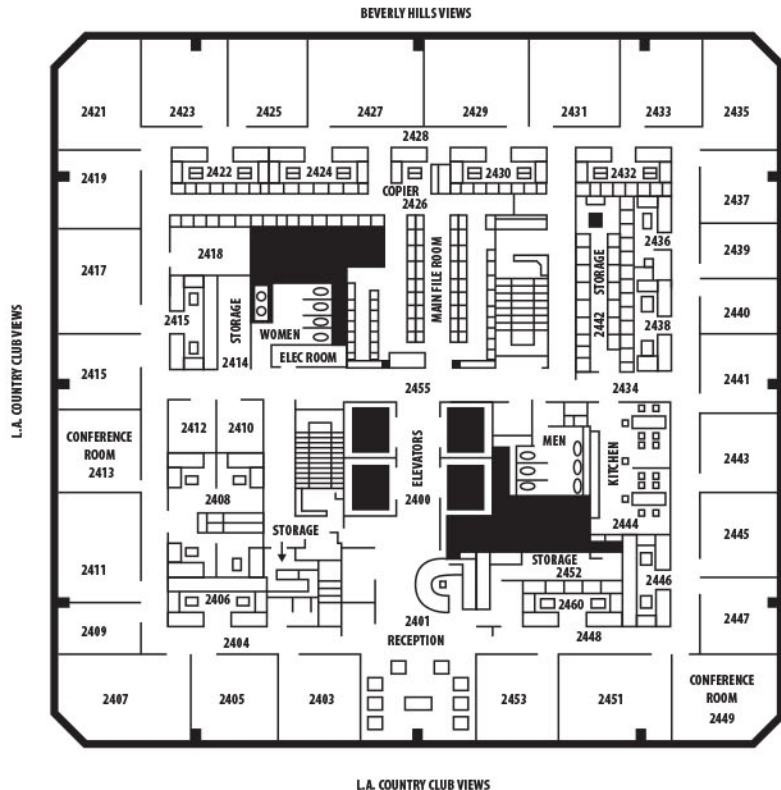 BEVERLY HILLS VIEWS
2421
2423
2425
2427
2429
2431
2433
2435
2428
2422
2424
2430
2432
2419
COPIER
2426
2437
2436
2418
2417
2439
MAIN FILE ROOM
STORAGE
2442
L.A. COUNTRY CLUB VIEWS
2415
STORAGE
WOMEN
2440
2438
ELEC ROOM
2414
2415
2441
2455
2434
2412
2410
CONFERENCE
ROOM
2413
ELEVATORS
MEN
KITCHEN
2443
2408
2400
2444
STORAGE
2445
2411
STORAGE
2452
2446
2406
2460
2401
2447
2409
2404
RECEPTION
2448
2407
2405
2403
2453
2451
CONFERENCE
ROOM
2449
L.A. COUNTRY CLUB VIEWS